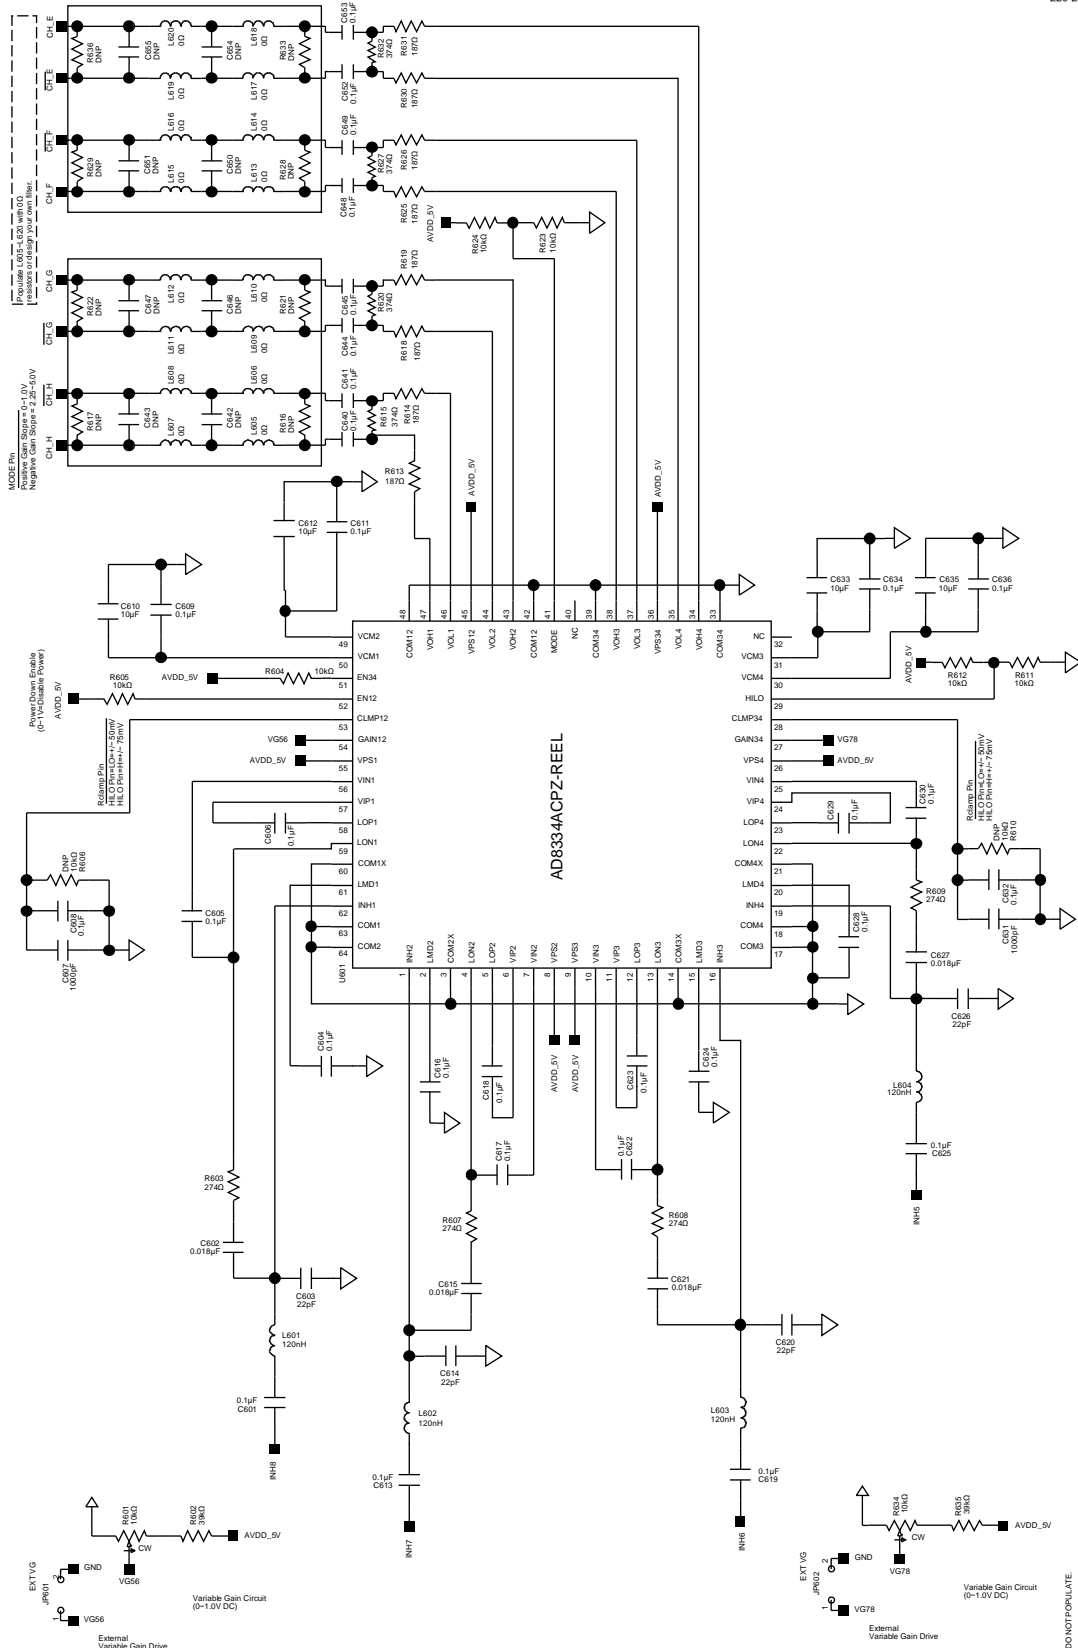 Populate L605–L620 with 0Ω
resistors or design your own filter.
CH_E
R636
DNP
C655
DNP
L620
0Ω
C654
DNP
L618
0Ω
R633
DNP
C653
0.1µF
R632
374Ω
R631
187Ω
CH_E
L619
0Ω
L617
0Ω
C652
0.1µF
R630
187Ω
CH_F
R629
DNP
C651
DNP
L616
0Ω
C650
DNP
L614
0Ω
R628
DNP
C649
0.1µF
R627
374Ω
R626
187Ω
CH_F
L615
0Ω
L613
0Ω
C648
0.1µF
R625
187Ω
AVDD_5V
R624
10kΩ
R623
10kΩ
CH_G
R622
DNP
C647
DNP
L612
0Ω
C646
DNP
L610
0Ω
R621
DNP
C645
0.1µF
R620
374Ω
R619
187Ω
CH_G
L611
0Ω
L609
0Ω
C644
0.1µF
R618
187Ω
CH_H
R617
DNP
C643
DNP
L608
0Ω
C642
DNP
L606
0Ω
R616
DNP
C641
0.1µF
R615
374Ω
R614
187Ω
CH_H
L607
0Ω
L605
0Ω
C640
0.1µF
R613
187Ω
MODE Pin
Positive Gain Slope = 0–1.0V
Negative Gain Slope = 2.25–5.0V
AVDD_5V
AVDD_5V
C612
10µF
C611
0.1µF
C610
10µF
C609
0.1µF
C633
10µF
C634
0.1µF
C635
10µF
C636
0.1µF
48
47
46
45
44
43
42
41
40
39
38
37
36
35
34
33
COM12
VOH1
VOL1
VPS12
VOL2
VOH2
COM12
MODE
NC
COM34
VOH3
VOL3
VPS34
VOL4
VOH4
COM34
49
VCM2
50
VCM1
51
EN34
52
EN12
53
CLMP12
54
GAIN12
55
VPS1
56
VIN1
57
VIP1
58
LOP1
59
LON1
60
COM1X
61
LMD1
62
INH1
63
COM1
64
COM2
U601
NC
32
VCM3
31
VCM4
30
HILO
29
CLMP34
28
GAIN34
27
VPS4
26
VIN4
25
VIP4
24
LOP4
23
LON4
22
COM4X
21
LMD4
20
INH4
19
COM4
18
COM3
17
AD8334ACPZ-REEL
INH2
LMD2
COM2X
LON2
LOP2
VIP2
VIN2
VPS2
VPS3
VIN3
VIP3
LOP3
LON3
COM3X
LMD3
INH3
1
2
3
4
5
6
7
8
9
10
11
12
13
14
15
16
Power Down Enable
(0–1V=Disable Power)
AVDD_5V
R605
10kΩ
AVDD_5V
R604
10kΩ
VG56
AVDD_5V
Rclamp Pin
HILO Pin=LO=+/– 50mV
HILO Pin=H=+/– 75mV
DNP
10kΩ
R606
C608
0.1µF
C607
1000pF
C606
0.1µF
C605
0.1µF
AVDD_5V
R612
10kΩ
R611
10kΩ
VG78
AVDD_5V
Rclamp Pin
HILO Pin=LO=+/– 50mV
HILO Pin=H=+/– 75mV
C630
0.1µF
C629
0.1µF
DNP
10kΩ
R610
C632
0.1µF
C631
1000pF
R609
274Ω
C628
0.1µF
C627
0.018µF
C626
22pF
L604
120nH
0.1µF
C625
INH5
C604
0.1µF
C616
0.1µF
C618
0.1µF
AVDD_5V
AVDD_5V
C623
0.1µF
C624
0.1µF
C617
0.1µF
0.1µF
C622
R603
274Ω
R607
274Ω
R608
274Ω
C602
0.018µF
C603
22pF
C615
0.018µF
C621
0.018µF
L601
120nH
C614
22pF
C620
22pF
0.1µF
C601
INH8
L602
120nH
0.1µF
C613
INH7
L603
120nH
0.1µF
C619
INH6
R601
10kΩ
R602
39kΩ
AVDD_5V
CW
VG56
EXT VG
JP601
2
GND
1
VG56
External
Variable Gain Drive
Variable Gain Circuit
(0–1.0V DC)
R634
10kΩ
R635
39kΩ
AVDD_5V
CW
VG78
EXT VG
JP602
2
GND
1
VG78
External
Variable Gain Drive
Variable Gain Circuit
(0–1.0V DC)
DO NOT POPULATE.